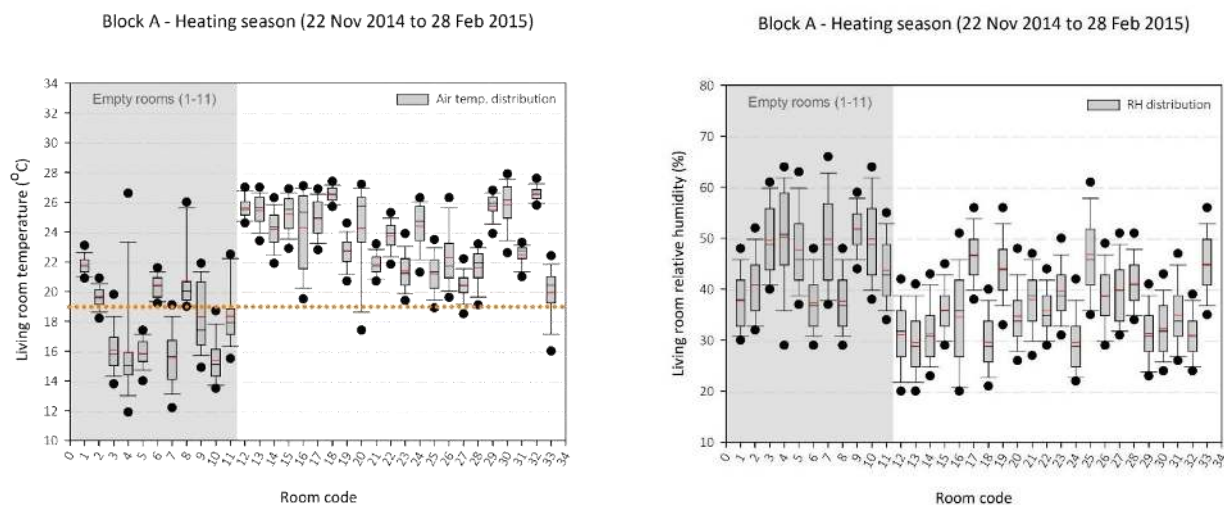 Block A - Heating season (22 Nov 2014 to 28 Feb 2015)
34
32
30
28
26
24
22
20
18
16
14
12
10
Living room temperature (°C)
Empty rooms (1-11)
Air temp. distribution
0 1 2 3 4 5 6 7 8 9 10 11 12 13 14 15 16 17 18 19 20 21 22 23 24 25 26 27 28 29 30 31 32 33 34
Room code
Block A - Heating season (22 Nov 2014 to 28 Feb 2015)
80
70
60
50
40
30
20
10
Living room relative humidity (%)
Empty rooms (1-11)
RH distribution
0 1 2 3 4 5 6 7 8 9 10 11 12 13 14 15 16 17 18 19 20 21 22 23 24 25 26 27 28 29 30 31 32 33 34
Room code